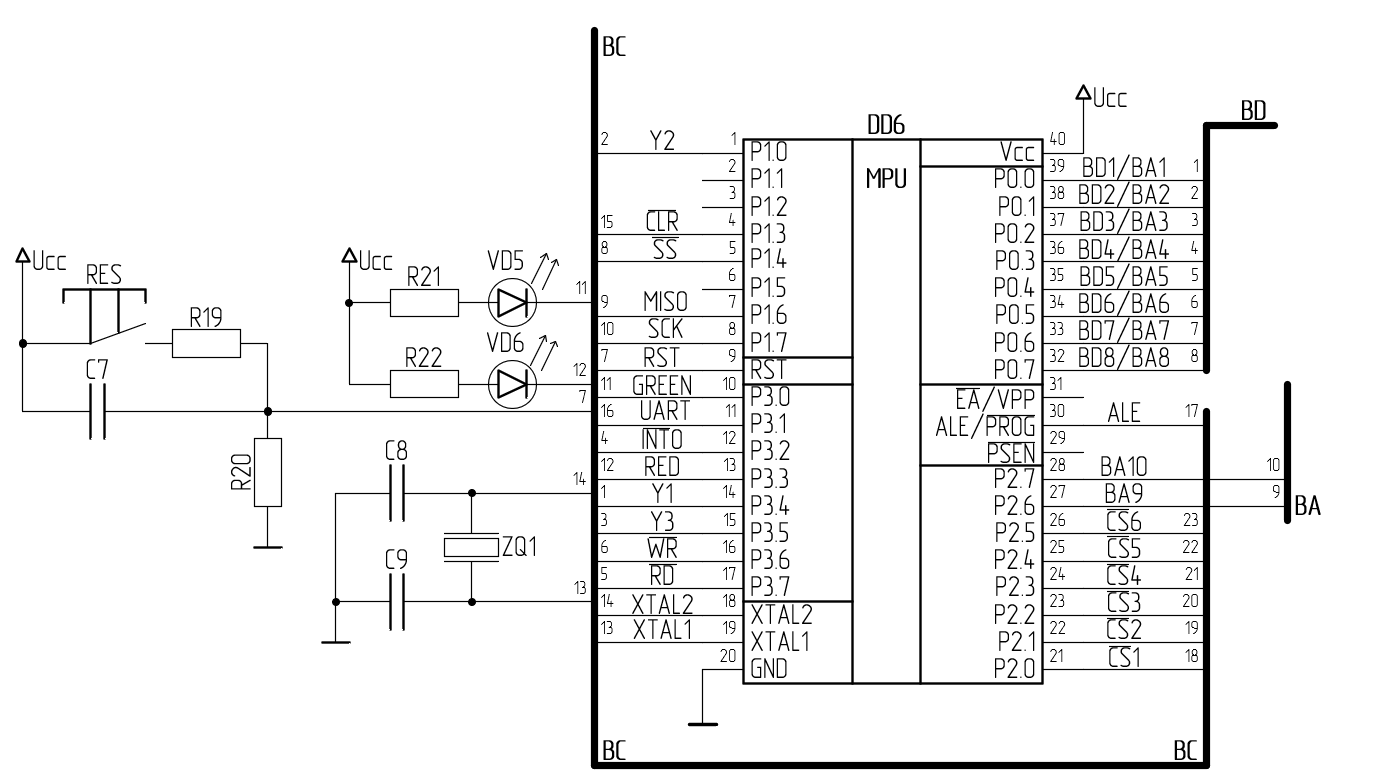 BC
Ucc
BD
DD6
MPU
2 Y2 1 P1.0
2 P1.1
3 P1.2
15 CLR 4 P1.3
8 SS 5 P1.4
6 P1.5
9 MISO 7 P1.6
10 SCK 8 P1.7
7 RST 9 RST
11 GREEN 10 P3.0
16 UART 11 P3.1
4 INT0 12 P3.2
12 RED 13 P3.3
1 Y1 14 P3.4
3 Y3 15 P3.5
6 WR 16 P3.6
5 RD 17 P3.7
14 XTAL2 18 XTAL2
13 XTAL1 19 XTAL1
20 GND
Vcc 40
P0.0 39 BD1/BA1 1
P0.1 38 BD2/BA2 2
P0.2 37 BD3/BA3 3
P0.3 36 BD4/BA4 4
P0.4 35 BD5/BA5 5
P0.5 34 BD6/BA6 6
P0.6 33 BD7/BA7 7
P0.7 32 BD8/BA8 8
EA/VPP 31
ALE/PROG 30 ALE 17
PSEN 29
P2.7 28 BA10 10
P2.6 27 BA9 9
BA
P2.5 26 CS6 23
P2.4 25 CS5 22
P2.3 24 CS4 21
P2.2 23 CS3 20
P2.1 22 CS2 19
P2.0 21 CS1 18
Ucc
RES
R19
C7
R20
Ucc
R21
VD5
11
R22
VD6
12
7
C8
14
ZQ1
C9
13
BC
BC